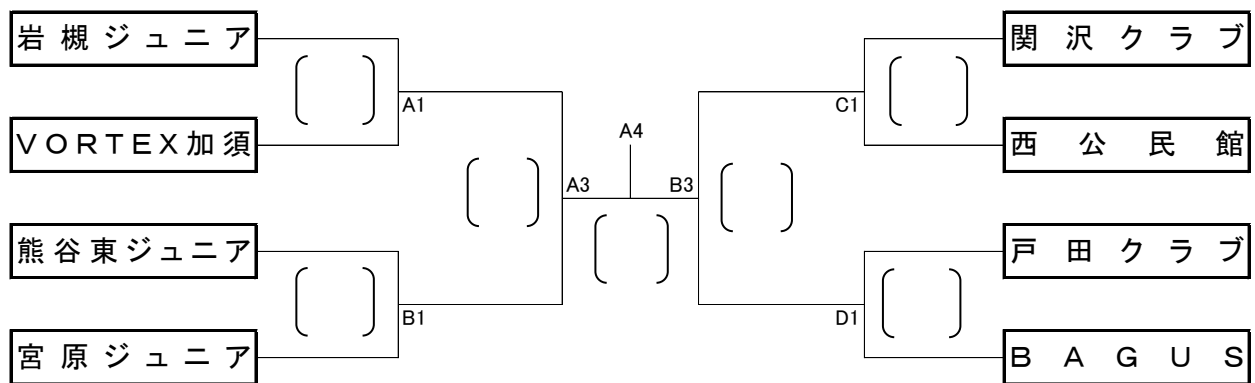 岩槻ジュニア
関沢クラブ
A1
C1
VORTEX加須
A4
西公民館
A3
B3
熊谷東ジュニア
戸田クラブ
B1
D1
宮原ジュニア
BAGUS